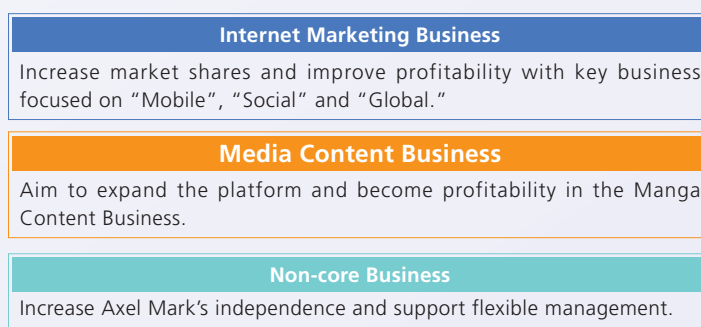 Internet Marketing Business
Increase market shares and improve profitability with key business
focused on “Mobile”, “Social” and “Global.”
Media Content Business
Aim to expand the platform and become profitability in the Manga
Content Business.
Non-core Business
Increase Axel Mark’s independence and support flexible management.